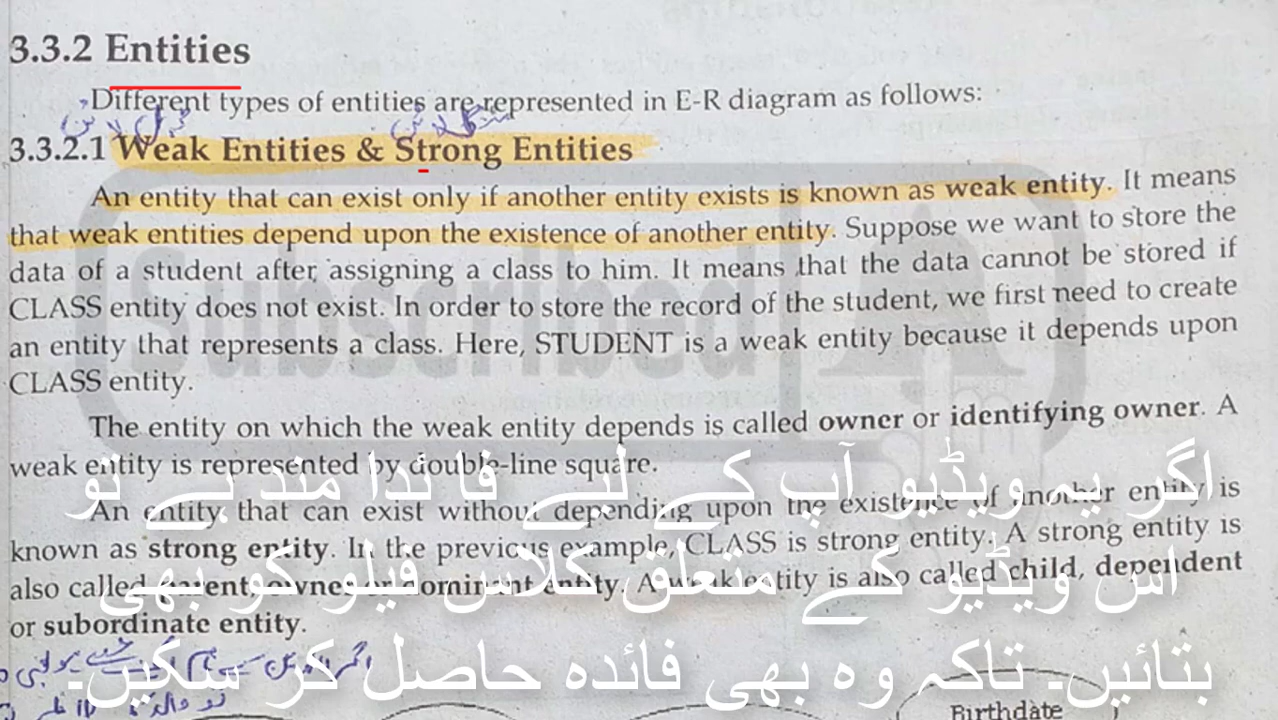 3.3.2 Entities
Different types of entities are represented in E-R diagram as follows:
3.3.2.1 Weak Entities & Strong Entities
An entity that can exist only if another entity exists is known as weak entity. It means
that weak entities depend upon the existence of another entity. Suppose we want to store the
data of a student after assigning a class to him. It means that the data cannot be stored if
CLASS entity does not exist. In order to store the record of the student, we first need to create
an entity that represents a class. Here, STUDENT is a weak entity because it depends upon
CLASS entity.
Subscribed
The entity on which the weak entity depends is called owner or identifying owner. A
weak entity is represented by double-line square.
اگر یہ ویڈیو آپ کے لیے فائدا مند ہے تو
An entity that can exist without depending upon the existence of another entity is
known as strong entity. In the previous example, CLASS is strong entity. A strong entity is
اس ویڈیو کے متعلق کلاس فیلو کو بھی
also called parent, owner or dominant entity. A weak entity is also called child, dependent
or subordinate entity.
بتائیں۔ تاکہ وہ بھی فائدہ حاصل کر سکیں۔
Birthdate